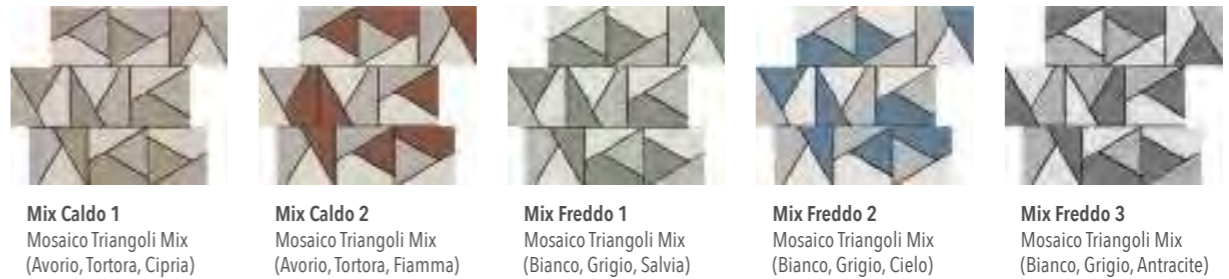 Mix Caldo 1
Mosaico Triangoli Mix
(Avorio, Tortora, Cipria)
Mix Caldo 2
Mosaico Triangoli Mix
(Avorio, Tortora, Fiamma)
Mix Freddo 1
Mosaico Triangoli Mix
(Bianco, Grigio, Salvia)
Mix Freddo 2
Mosaico Triangoli Mix
(Bianco, Grigio, Cielo)
Mix Freddo 3
Mosaico Triangoli Mix
(Bianco, Grigio, Antracite)